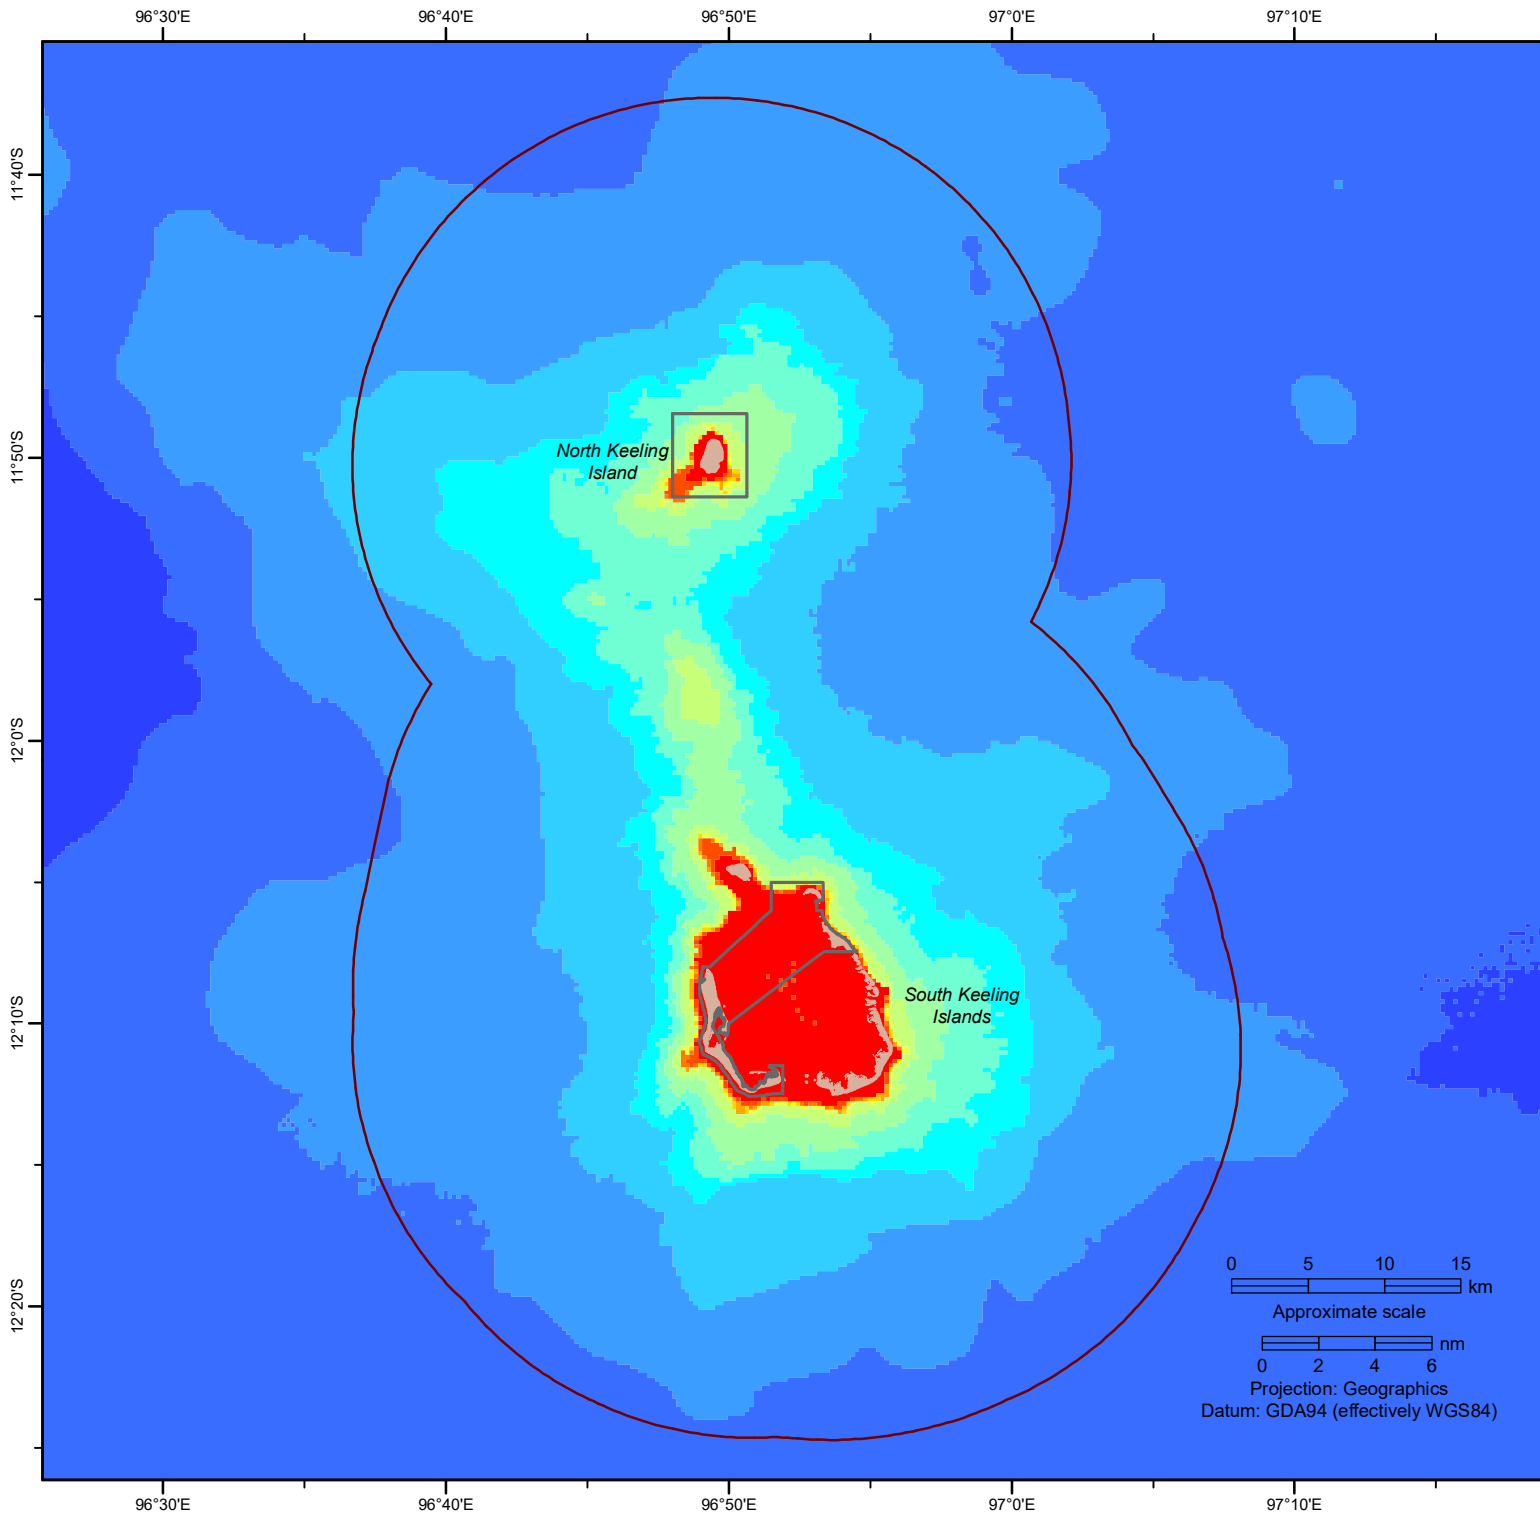 96°30'E 96°40'E 96°50'E 97°0'E 97°10'E
11°40'S
11°50'S
12°0'S
12°10'S
12°20'S
North Keeling
Island
South Keeling
Islands
0 5 10 15
km
Approximate scale
nm
0 2 4 6
Projection: Geographics
Datum: GDA94 (effectively WGS84)
96°30'E 96°40'E 96°50'E 97°0'E 97°10'E